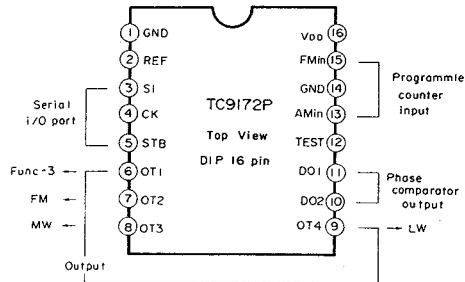 1 GND
VDD 16
2 REF
FMin 15
3 SI
GND 14
4 CK
AMin 13
5 STB
TEST 12
6 OT1
DO1 11
7 OT2
DO2 10
8 OT3
OT4 9
TC9172P
Top View
DIP 16 pin
Serial
i/O port
Programme
counter
input
Phase
comparator
output
Func-3
FM
MW
LW
Output